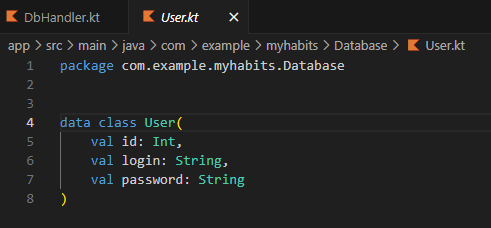 DbHandler.kt User.kt
app > src > main > java > com > example > myhabits > Database > User.kt
1 package com.example.myhabits.Database
2
3
4 data class User(
5     val id: Int,
6     val login: String,
7     val password: String
8 )